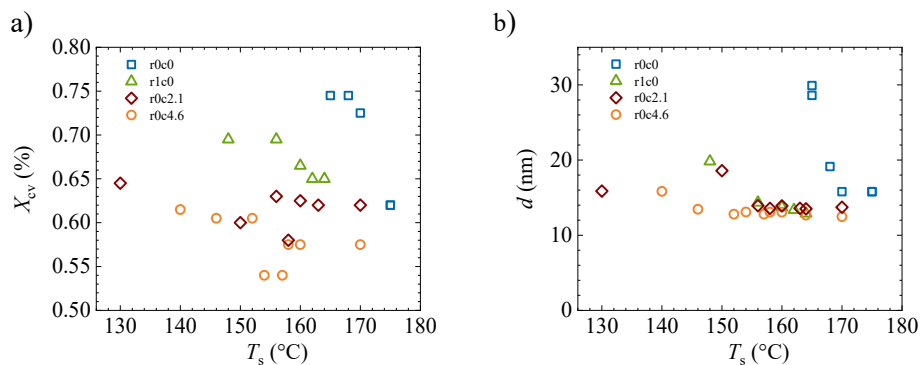 a)
0.80
0.75
0.70
0.65
0.60
0.55
0.50
X_cv (%)
r0c0
r1c0
r0c2.1
r0c4.6
130 140 150 160 170 180
T_s (°C)
b)
30
20
10
0
d (nm)
r0c0
r1c0
r0c2.1
r0c4.6
130 140 150 160 170 180
T_s (°C)